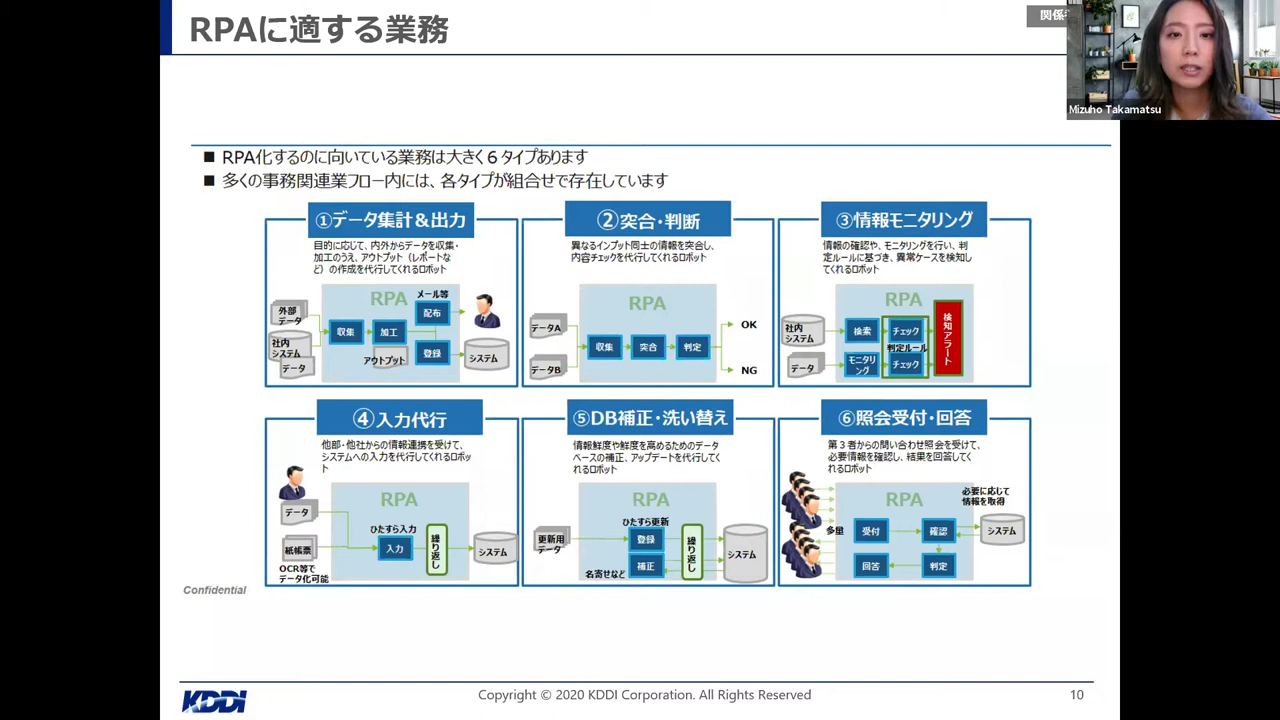 RPAに適する業務
関係
Mizuho Takamatsu
■ RPA化するのに向いている業務は大きく６タイプあります
■ 多くの事務関連業フロー内には、各タイプが組合せで存在しています
①データ集計＆出力
目的に応じて、内外からデータを収集・
加工のうえ、アウトプット（レポートな
ど）の作成を代行してくれるロボット
RPA
メール等
外部
データ
社内
システム
データ
収集
加工
配布
アウトプット
登録
システム
②突合・判断
異なるインプット同士の情報を突合し、
内容チェックを代行してくれるロボット
RPA
データA
データB
収集
突合
判定
OK
NG
③情報モニタリング
情報の確認や、モニタリングを行い、判
定ルールに基づき、異常ケースを検知し
てくれるロボット
RPA
社内
システム
データ
検索
チェック
判定ルール
モニタリ
ング
チェック
検知アラート
④入力代行
他部・他社からの情報連携を受けて、
システムへの入力を代行してくれるロボッ
ト
RPA
データ
紙帳票
OCR等で
データ化可能
ひたすら入力
入力
繰り返し
システム
⑤DB補正・洗い替え
情報鮮度や鮮度を高めるためのデータ
ベースの補正、アップデートを代行してく
れるロボット
RPA
更新用
データ
ひたすら更新
登録
補正
名寄せなど
繰り返し
システム
⑥照会受付・回答
第３者からの問い合わせ照会を受けて、
必要情報を確認し、結果を回答してく
れるロボット
RPA
必要に応じて
情報を取得
多量
受付
確認
回答
判定
システム
Confidential
KDDI
Copyright © 2020 KDDI Corporation. All Rights Reserved
10